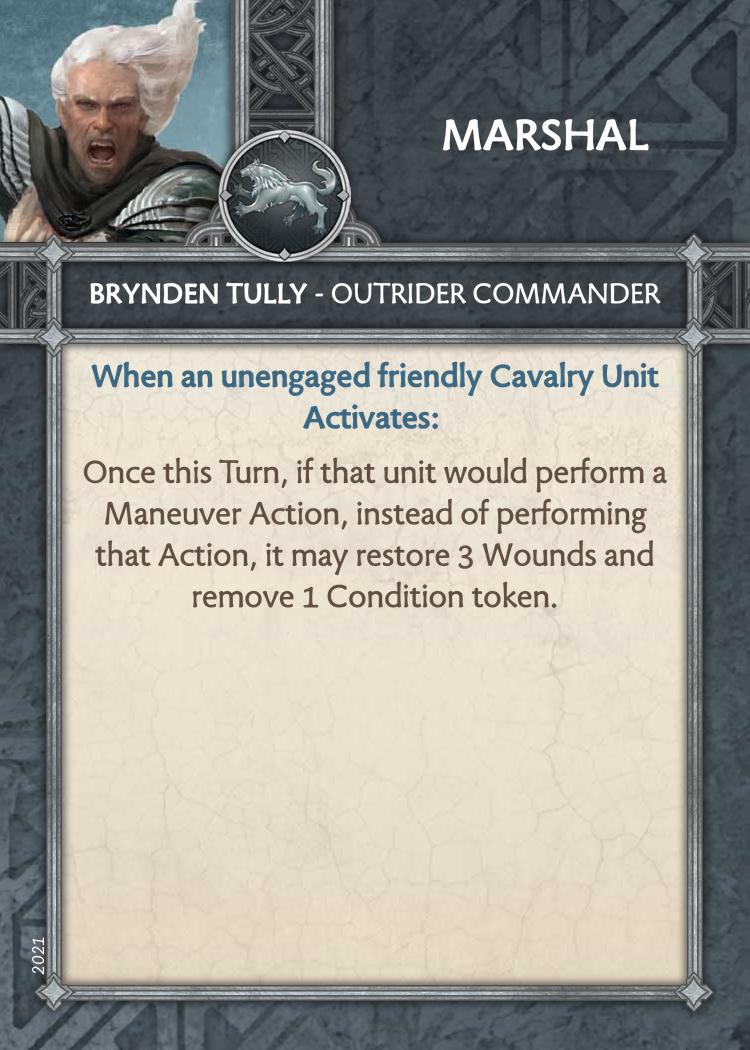 MARSHAL
BRYNDEN TULLY - OUTRIDER COMMANDER
When an unengaged friendly Cavalry Unit
Activates:
Once this Turn, if that unit would perform a
Maneuver Action, instead of performing
that Action, it may restore 3 Wounds and
remove 1 Condition token.
2021